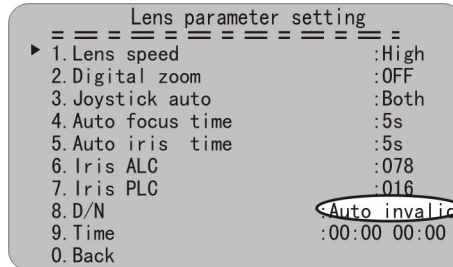 Lens parameter setting
1. Lens speed :High
2. Digital zoom :OFF
3. Joystick auto :Both
4. Auto focus time :5s
5. Auto iris time :5s
6. Iris ALC :078
7. Iris PLC :016
8. D/N :Auto invalid
9. Time :00:00 00:00
0. Back